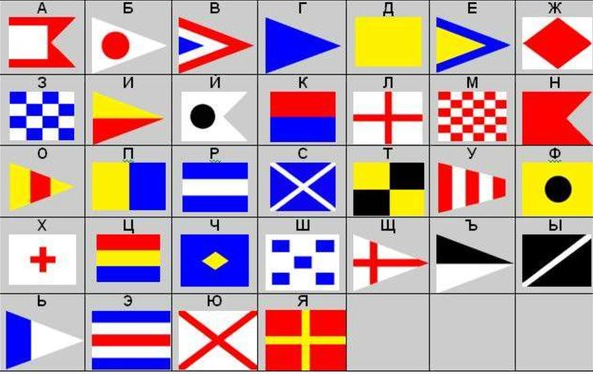 А Б В Г Д Е Ж
З И Й К Л М Н
О П Р С Т У Ф
Х Ц Ч Ш Щ Ъ Ы
Ь Э Ю Я